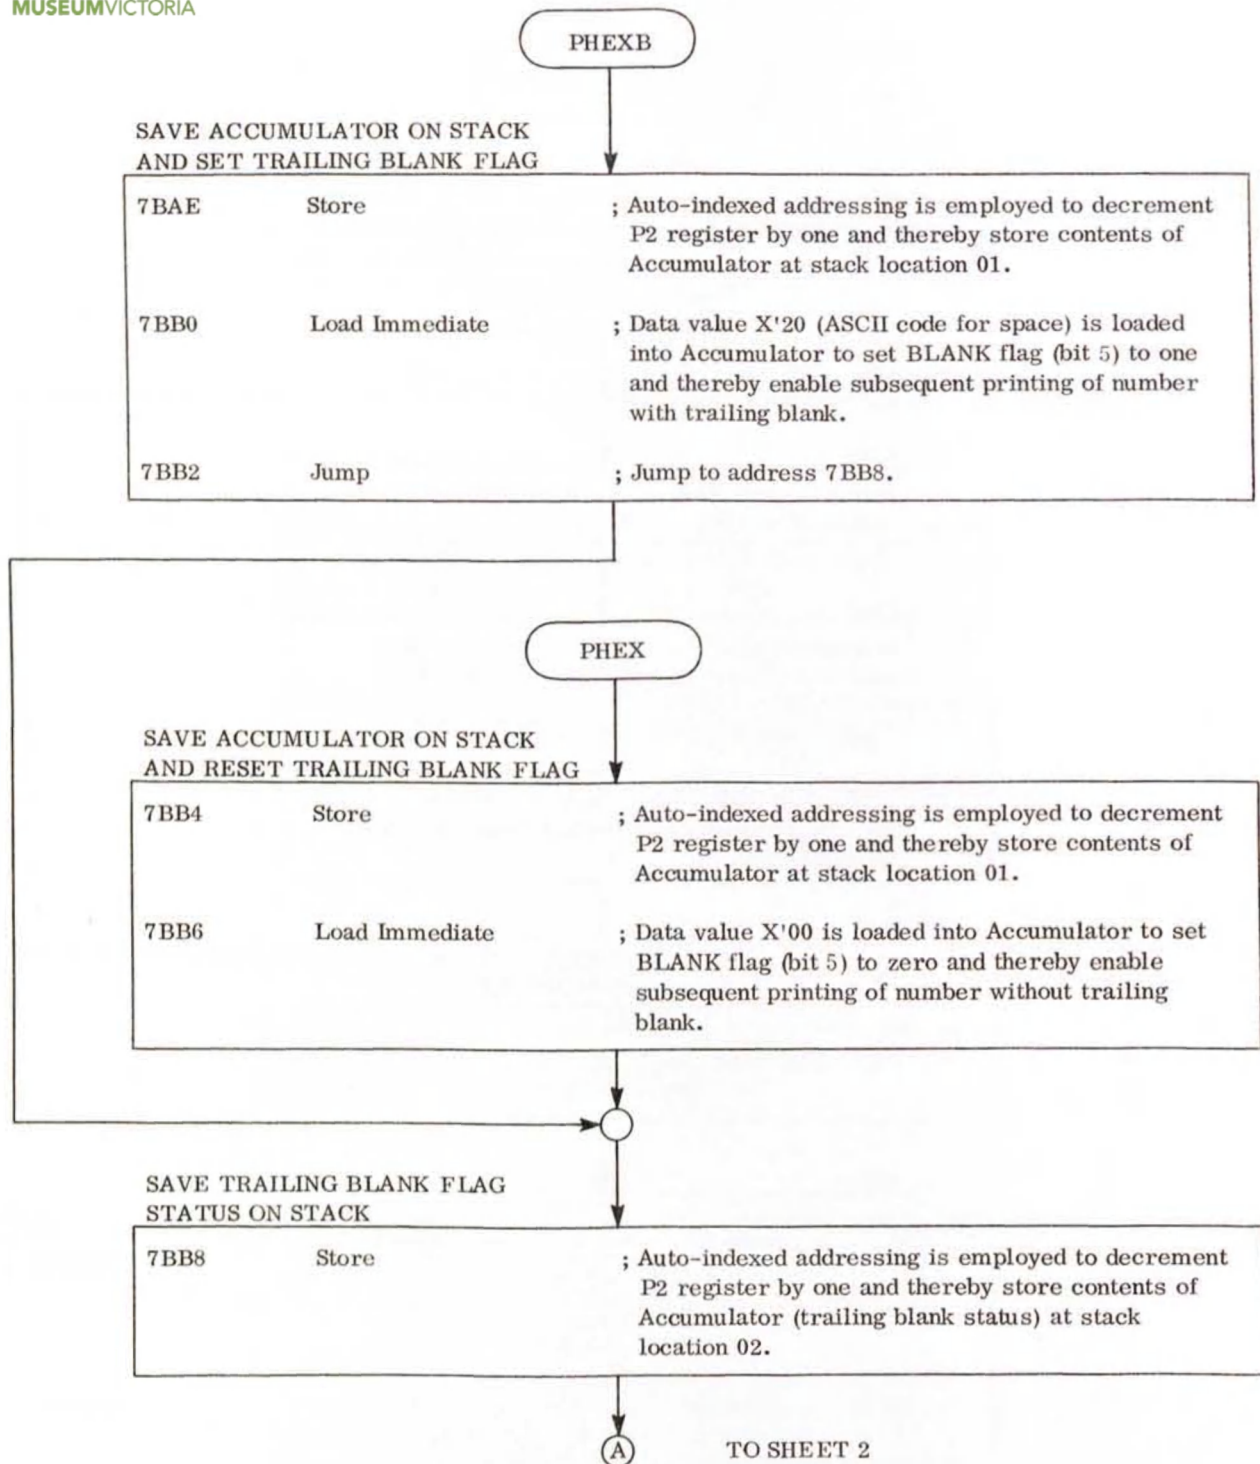 MUSEUMVICTORIA
PHEXB
SAVE ACCUMULATOR ON STACK
AND SET TRAILING BLANK FLAG
7BAE Store ; Auto-indexed addressing is employed to decrement
P2 register by one and thereby store contents of
Accumulator at stack location 01.
7BB0 Load Immediate ; Data value X'20 (ASCII code for space) is loaded
into Accumulator to set BLANK flag (bit 5) to one
and thereby enable subsequent printing of number
with trailing blank.
7BB2 Jump ; Jump to address 7BB8.
PHEX
SAVE ACCUMULATOR ON STACK
AND RESET TRAILING BLANK FLAG
7BB4 Store ; Auto-indexed addressing is employed to decrement
P2 register by one and thereby store contents of
Accumulator at stack location 01.
7BB6 Load Immediate ; Data value X'00 is loaded into Accumulator to set
BLANK flag (bit 5) to zero and thereby enable
subsequent printing of number without trailing
blank.
SAVE TRAILING BLANK FLAG
STATUS ON STACK
7BB8 Store ; Auto-indexed addressing is employed to decrement
P2 register by one and thereby store contents of
Accumulator (trailing blank status) at stack
location 02.
A TO SHEET 2